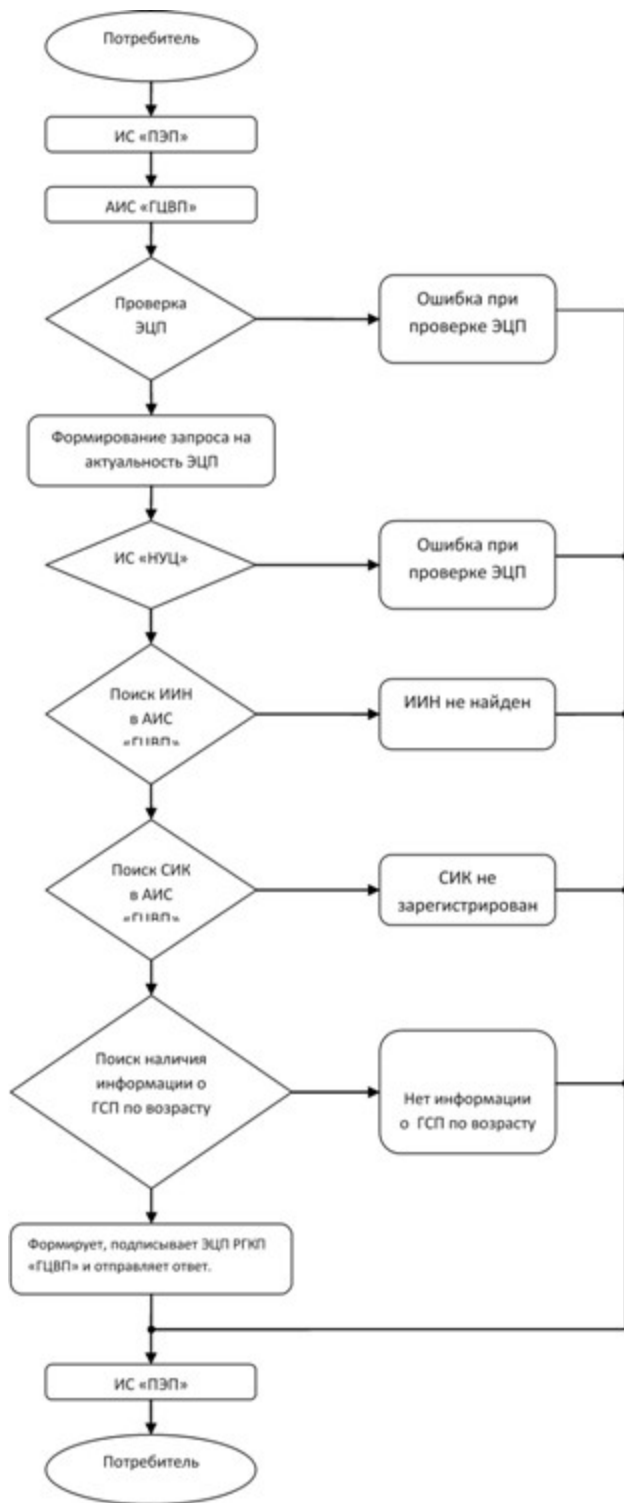 Потребитель
ИС «ПЭП»
АИС «ГЦВП»
Проверка
ЭЦП
Ошибка при
проверке ЭЦП
Формирование запроса на
актуальность ЭЦП
ИС «НУЦ»
Ошибка при
проверке ЭЦП
Поиск ИИН
в АИС
«ГЦВП»
ИИН не найден
Поиск СИК
в АИС
«ГЦВП»
СИК не
зарегистрирован
Поиск наличия
информации о
ГСП по возрасту
Нет информации
о ГСП по возрасту
Формирует, подписывает ЭЦП РГКП
«ГЦВП» и отправляет ответ.
ИС «ПЭП»
Потребитель